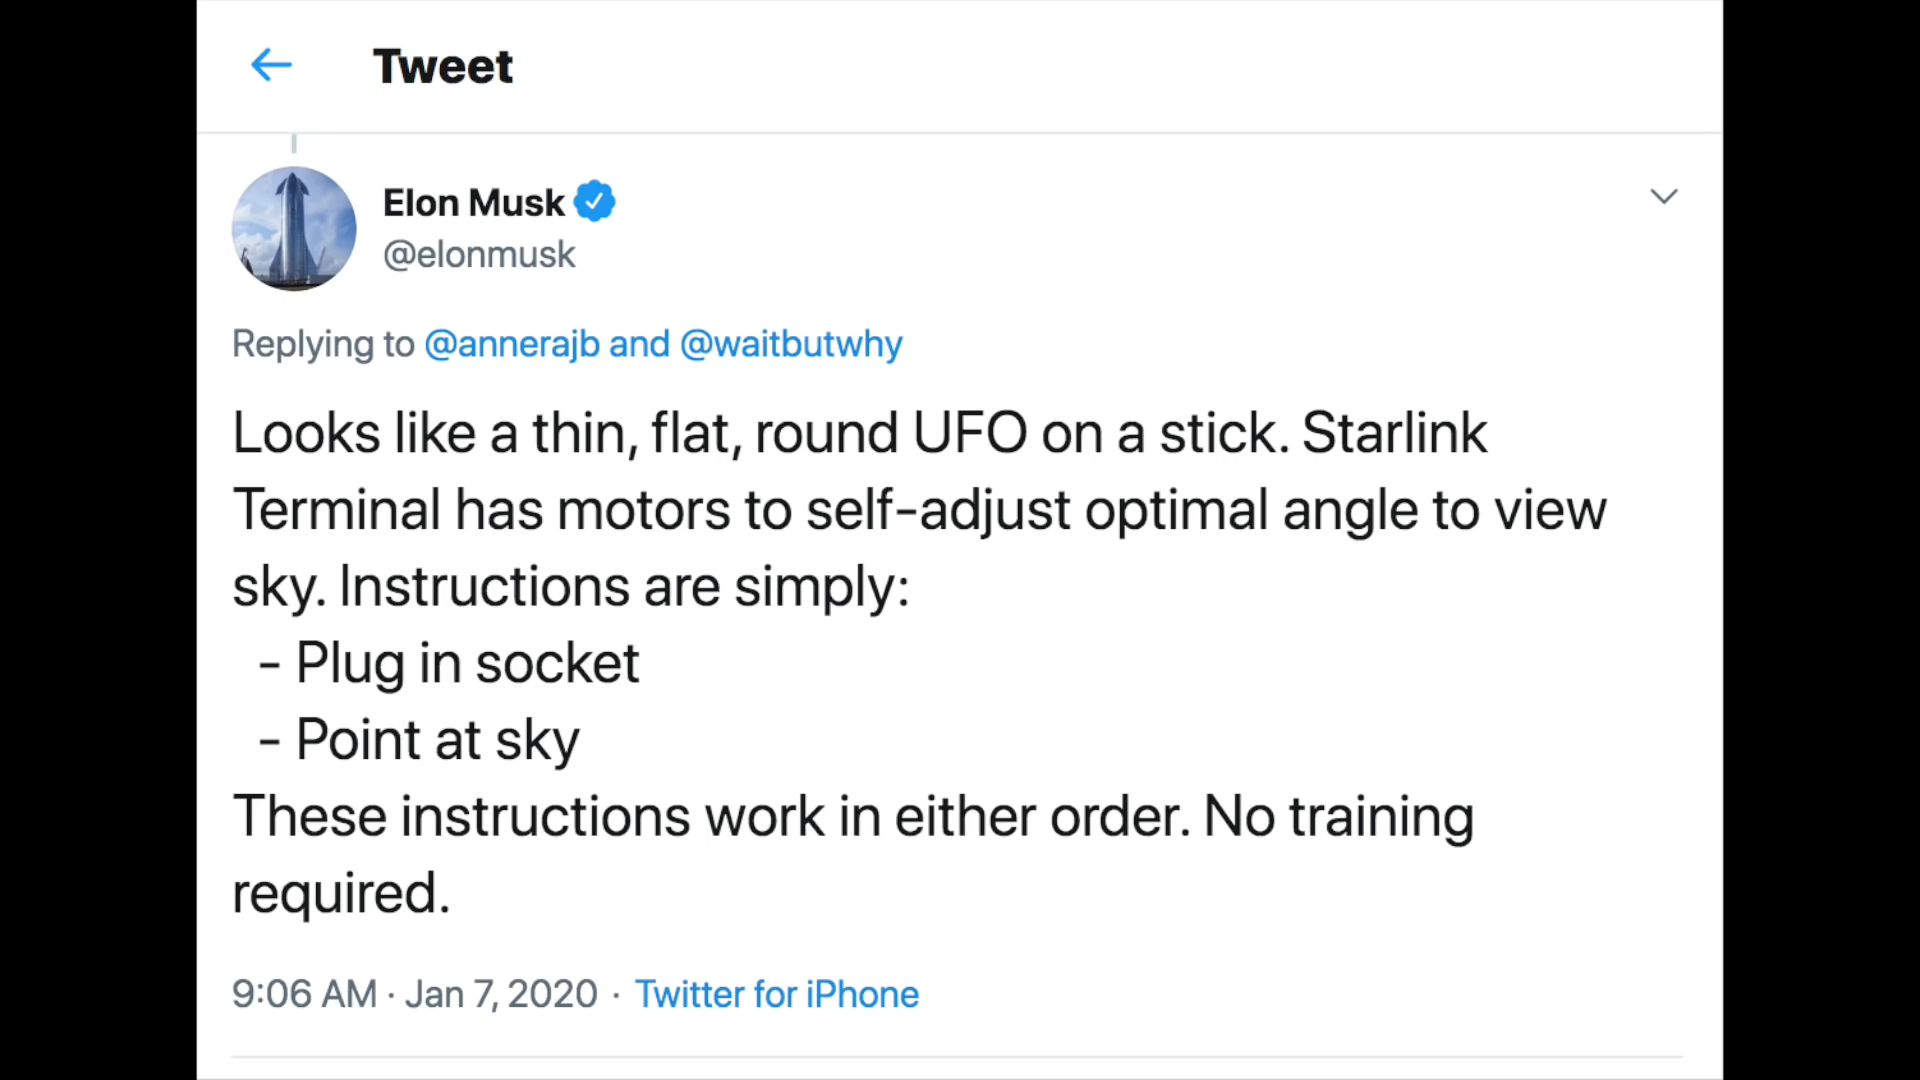 Tweet
Elon Musk
@elonmusk
Replying to @annerajb and @waitbutwhy
Looks like a thin, flat, round UFO on a stick. Starlink
Terminal has motors to self-adjust optimal angle to view
sky. Instructions are simply:
- Plug in socket
- Point at sky
These instructions work in either order. No training
required.
9:06 AM · Jan 7, 2020 · Twitter for iPhone